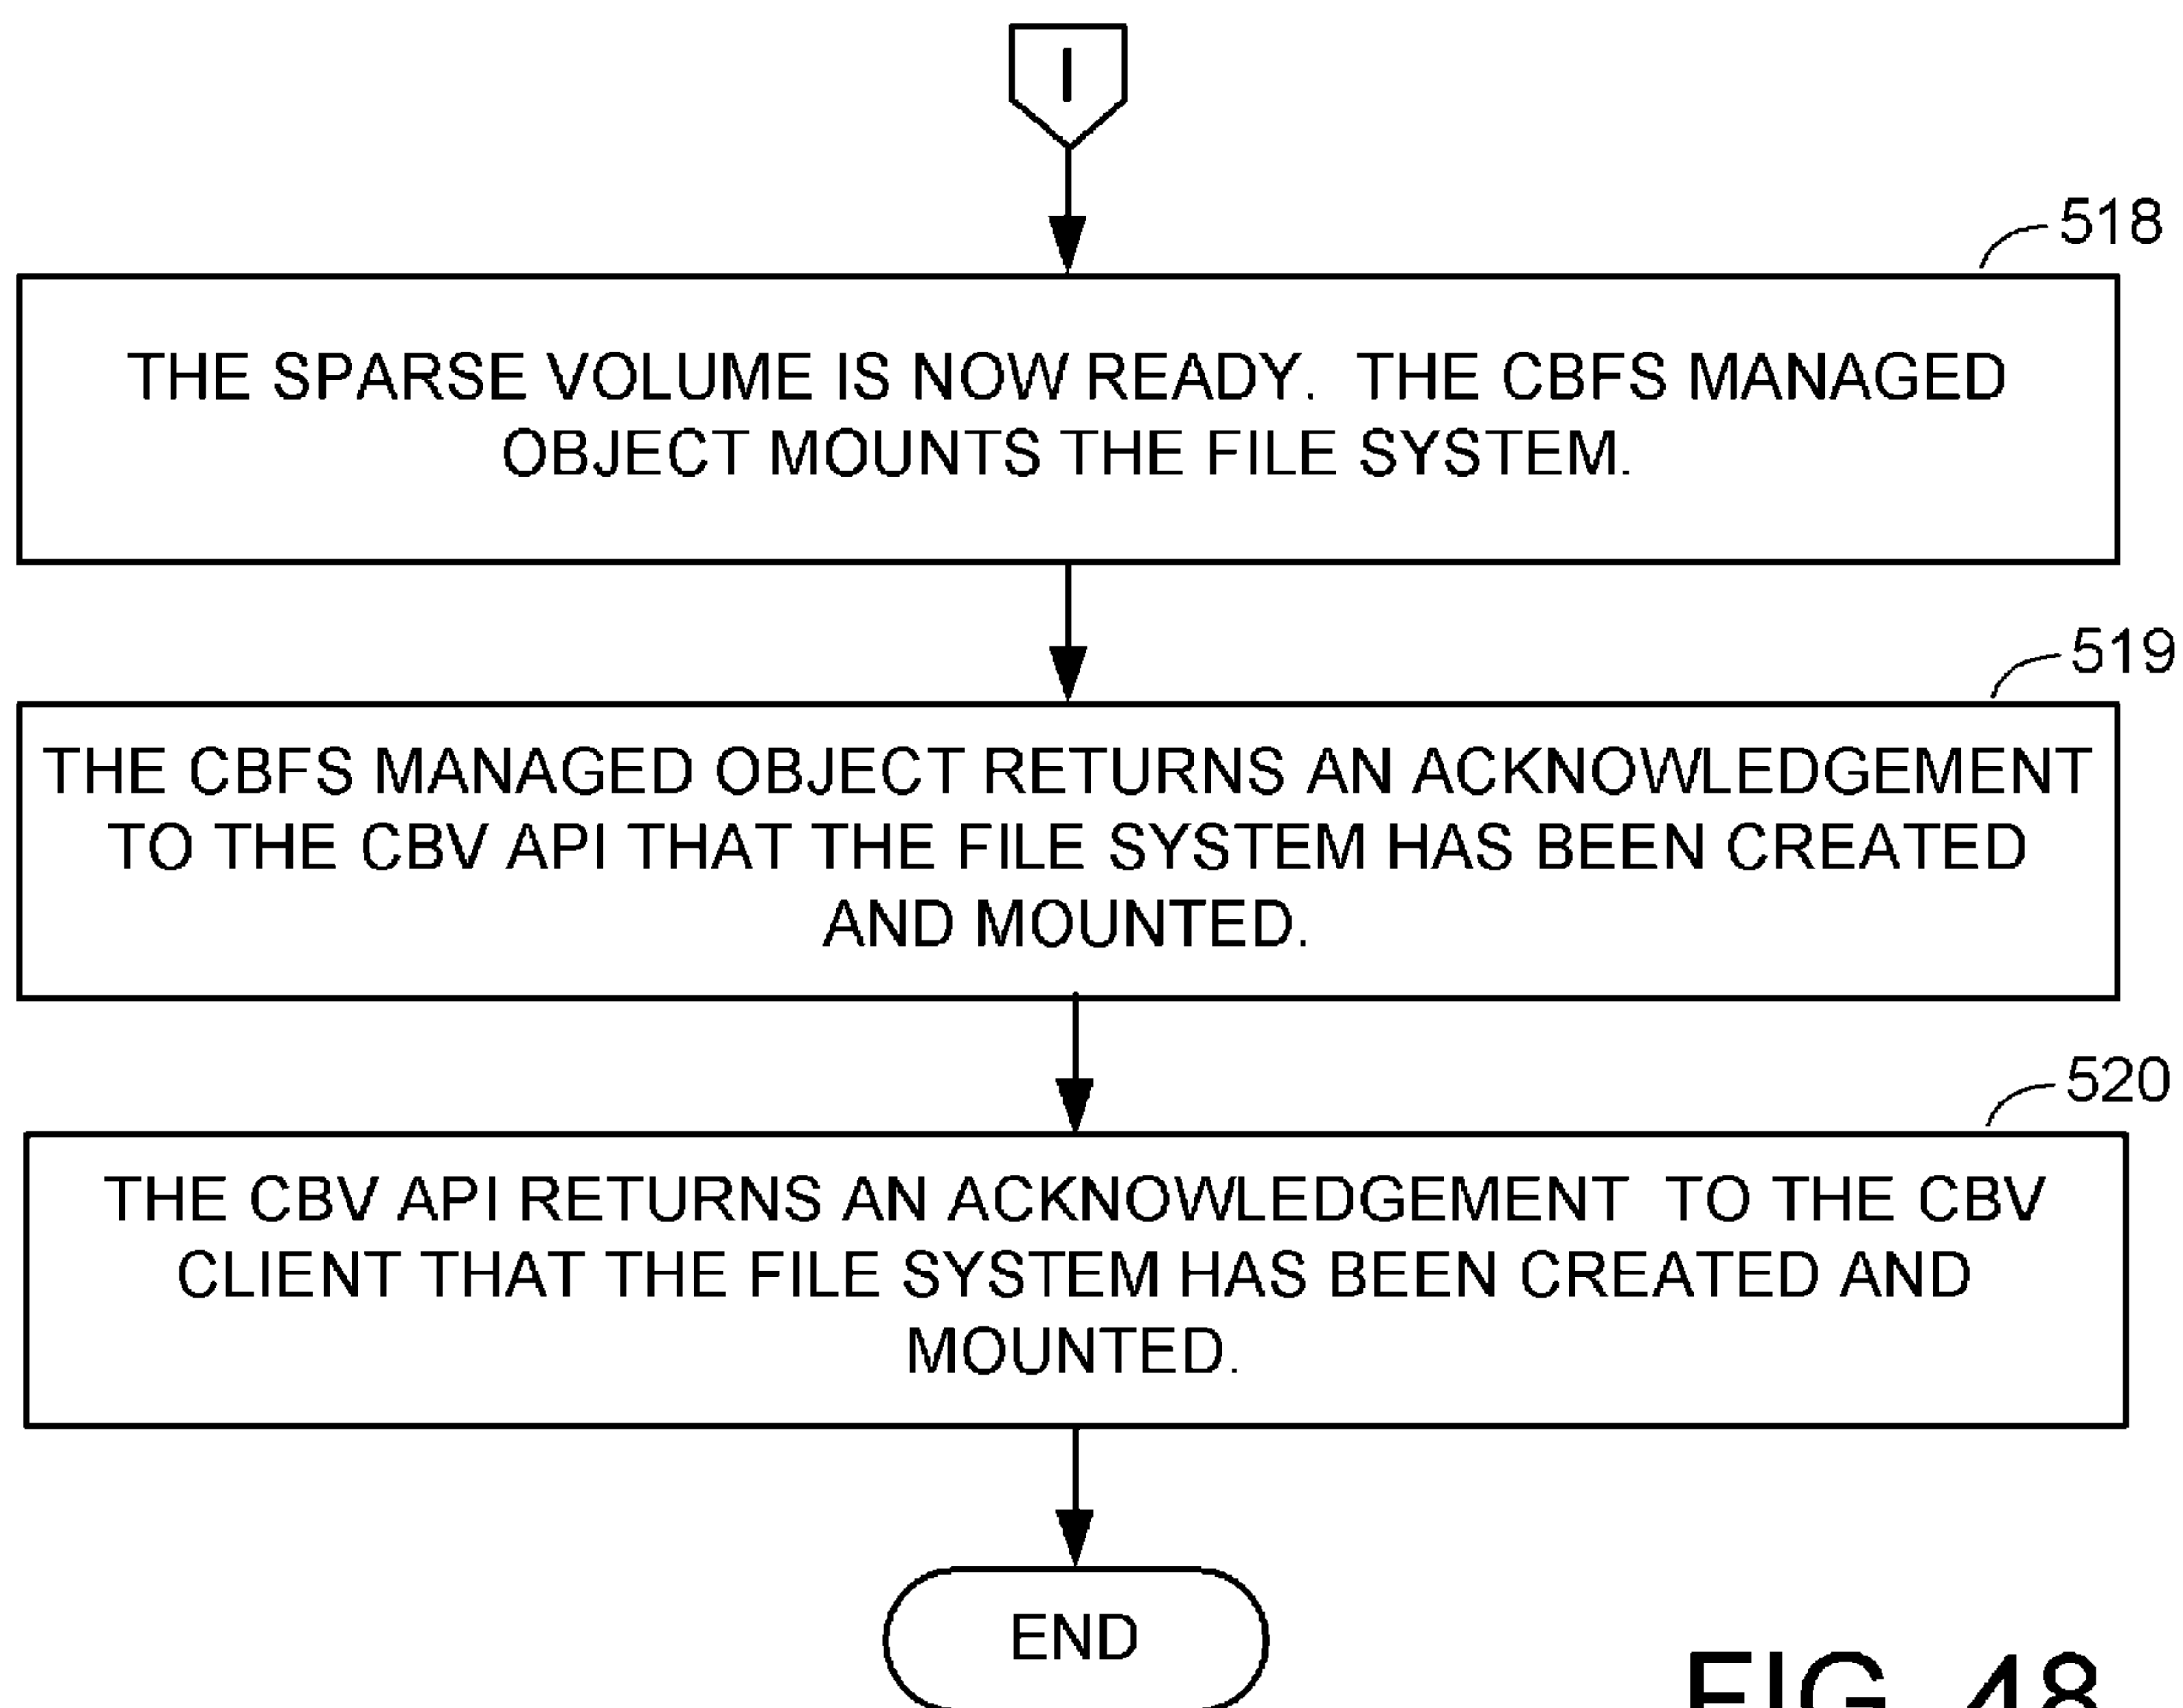 I
518
THE SPARSE VOLUME IS NOW READY.  THE CBFS MANAGED
OBJECT MOUNTS THE FILE SYSTEM.
519
THE CBFS MANAGED OBJECT RETURNS AN ACKNOWLEDGEMENT
TO THE CBV API THAT THE FILE SYSTEM HAS BEEN CREATED
AND MOUNTED.
520
THE CBV API RETURNS AN ACKNOWLEDGEMENT  TO THE CBV
CLIENT THAT THE FILE SYSTEM HAS BEEN CREATED AND
MOUNTED.
END
FIG. 48